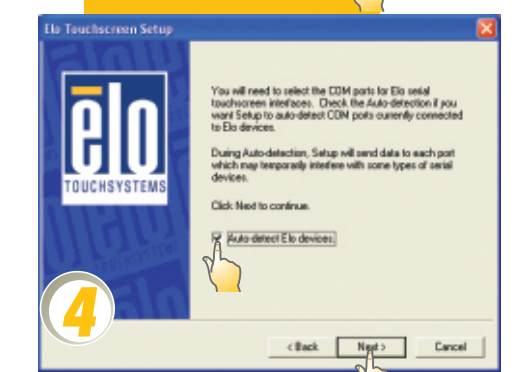 Elo Touchscreen Setup
elo
TOUCHSYSTEMS
You will need to select the COM ports for Elo serial
touchscreen interfaces. Check the Auto-detection if you
want Setup to auto-detect COM ports currently connected
to Elo devices.
During Auto-detection, Setup will send data to each port
which may temporarily interfere with some types of serial
devices.
Click Next to continue.
Auto-detect Elo devices.
4
< Back
Next >
Cancel